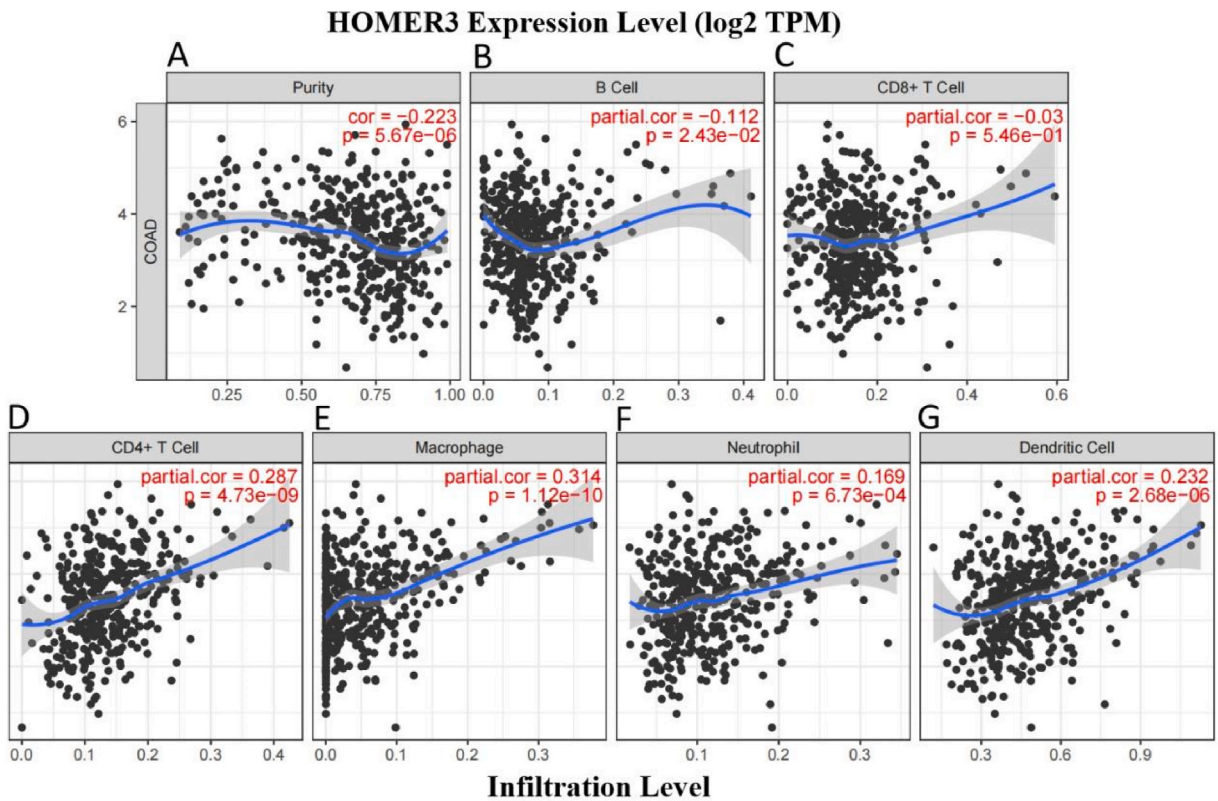 HOMER3 Expression Level (log2 TPM)
A
B
C
Purity
B Cell
CD8+ T Cell
cor = −0.223
p = 5.67e−06
partial.cor = −0.112
p = 2.43e−02
partial.cor = −0.03
p = 5.46e−01
COAD
6
4
2
0.25 0.50 0.75 1.00
0.0 0.1 0.2 0.3 0.4
0.0 0.2 0.4 0.6
D
E
F
G
CD4+ T Cell
Macrophage
Neutrophil
Dendritic Cell
partial.cor = 0.287
p = 4.73e−09
partial.cor = 0.314
p = 1.12e−10
partial.cor = 0.169
p = 6.73e−04
partial.cor = 0.232
p = 2.68e−06
0.0 0.1 0.2 0.3 0.4
0.0 0.1 0.2 0.3
0.1 0.2 0.3
0.3 0.6 0.9
Infiltration Level